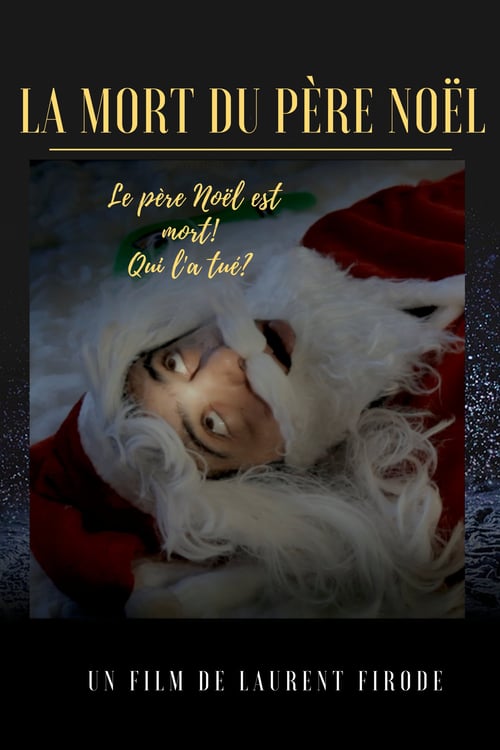 LA MORT DU PÈRE NOËL
Le père Noël est
mort!
Qui l'a tué?
UN FILM DE LAURENT FIRODE